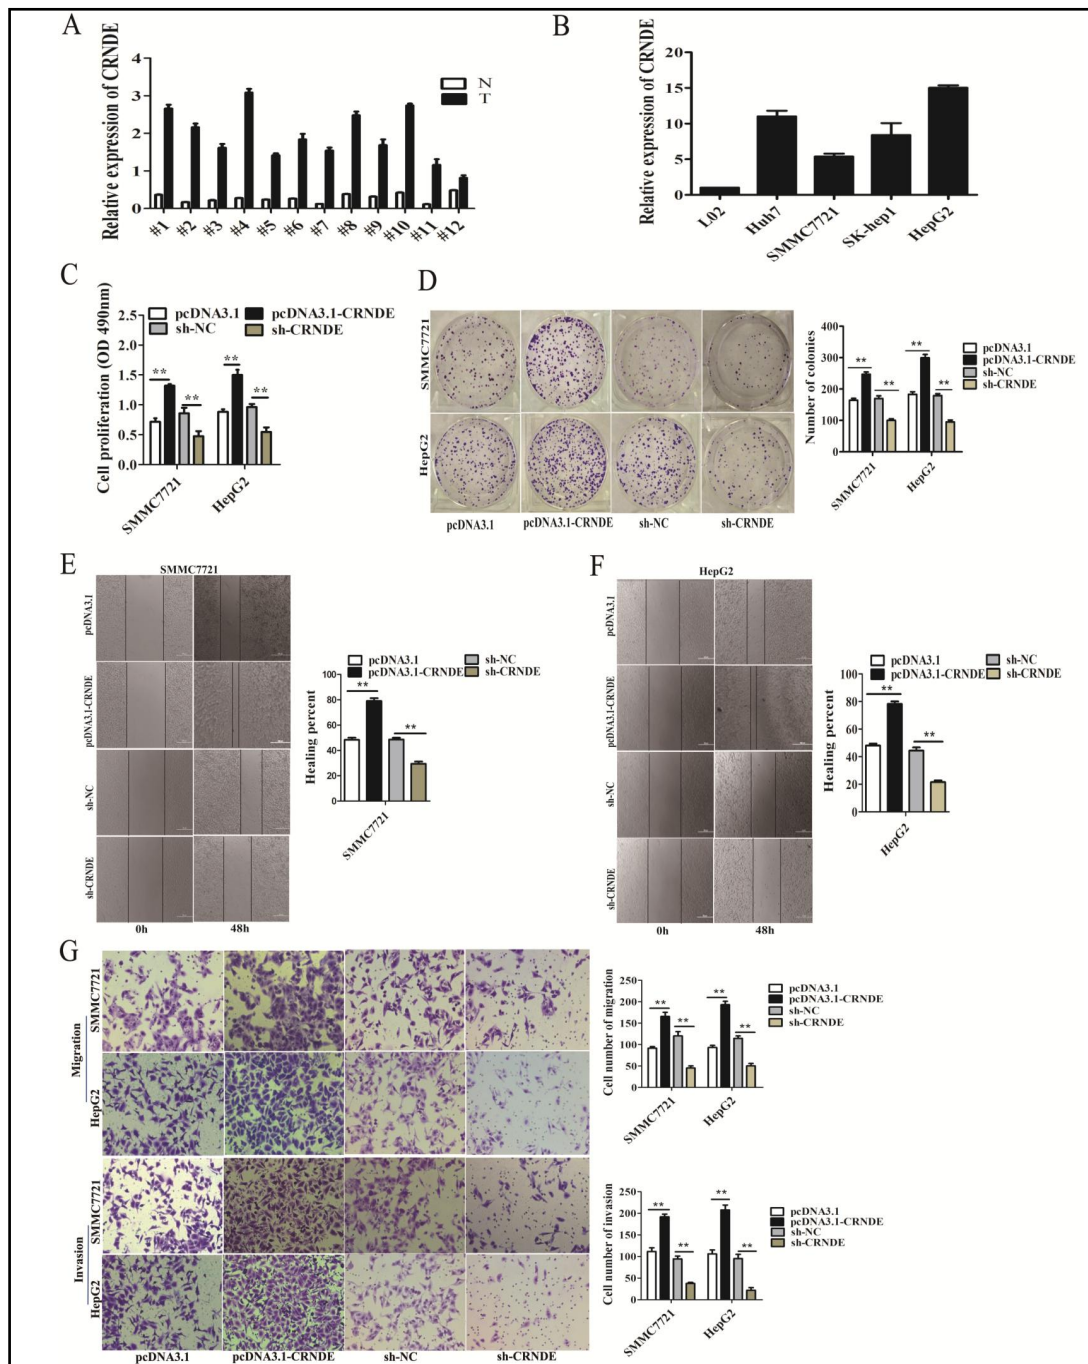 A
Relative expression of CRNDE
4
3
2
1
0
N
T
#1 #2 #3 #4 #5 #6 #7 #8 #9 #10 #11 #12
B
Relative expression of CRNDE
20
15
10
5
0
L02 Huh7 SMMC7721 SK-hep1 HepG2
C
pcDNA3.1 pcDNA3.1-CRNDE
sh-NC sh-CRNDE
Cell proliferation (OD 490nm)
2.5
2.0
1.5
1.0
0.5
0.0
** ** ** **
SMMC7721 HepG2
D
SMMC7721
HepG2
pcDNA3.1 pcDNA3.1-CRNDE sh-NC sh-CRNDE
Number of colonies
400
300
200
100
0
** ** ** **
pcDNA3.1
pcDNA3.1-CRNDE
sh-NC
sh-CRNDE
SMMC7721 HepG2
E
SMMC7721
pcDNA3.1
pcDNA3.1-CRNDE
sh-NC
sh-CRNDE
0h 48h
pcDNA3.1 sh-NC
pcDNA3.1-CRNDE sh-CRNDE
Healing percent
100
80
60
40
20
0
** **
SMMC7721
F
HepG2
pcDNA3.1
pcDNA3.1-CRNDE
sh-NC
sh-CRNDE
0h 48h
pcDNA3.1 sh-NC
pcDNA3.1-CRNDE sh-CRNDE
Healing percent
100
80
60
40
20
0
** **
HepG2
G
Migration
SMMC7721
HepG2
Invasion
SMMC7721
HepG2
pcDNA3.1 pcDNA3.1-CRNDE sh-NC sh-CRNDE
Cell number of migration
250
200
150
100
50
0
** ** ** **
pcDNA3.1
pcDNA3.1-CRNDE
sh-NC
sh-CRNDE
SMMC7721 HepG2
Cell number of invasion
250
200
150
100
50
0
** ** ** **
pcDNA3.1
pcDNA3.1-CRNDE
sh-NC
sh-CRNDE
SMMC7721 HepG2